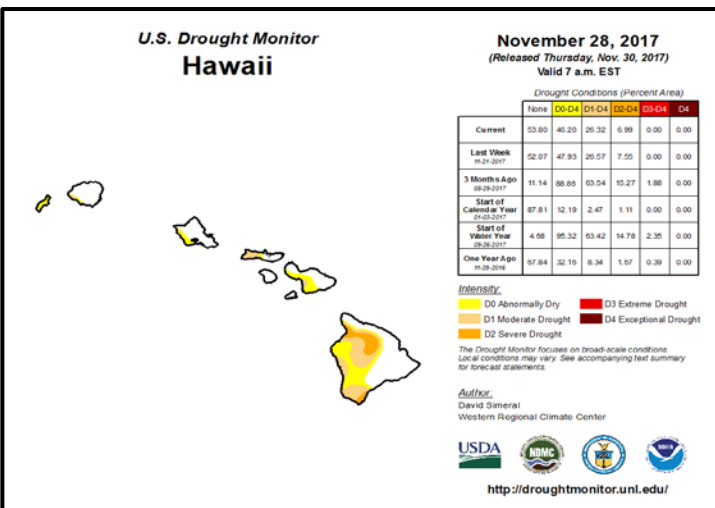 U.S. Drought Monitor
Hawaii
November 28, 2017
(Released Thursday, Nov. 30, 2017)
Valid 7 a.m. EST
Drought Conditions (Percent Area)
None D0-D4 D1-D4 D2-D4 D3-D4 D4
Current 53.80 46.20 26.32 6.99 0.00 0.00
Last Week 11-21-2017 52.07 47.93 26.57 7.55 0.00 0.00
3 Months Ago 08-29-2017 11.14 88.86 63.54 15.27 1.88 0.00
Start of Calendar Year 01-03-2017 87.81 12.19 2.47 1.11 0.00 0.00
Start of Water Year 09-26-2017 4.68 95.32 63.42 14.78 2.35 0.00
One Year Ago 11-29-2016 67.84 32.16 8.34 1.67 0.39 0.00
Intensity:
D0 Abnormally Dry
D3 Extreme Drought
D1 Moderate Drought
D4 Exceptional Drought
D2 Severe Drought
The Drought Monitor focuses on broad-scale conditions.
Local conditions may vary. See accompanying text summary
for forecast statements.
Author:
David Simeral
Western Regional Climate Center
USDA
NDMC
http://droughtmonitor.unl.edu/